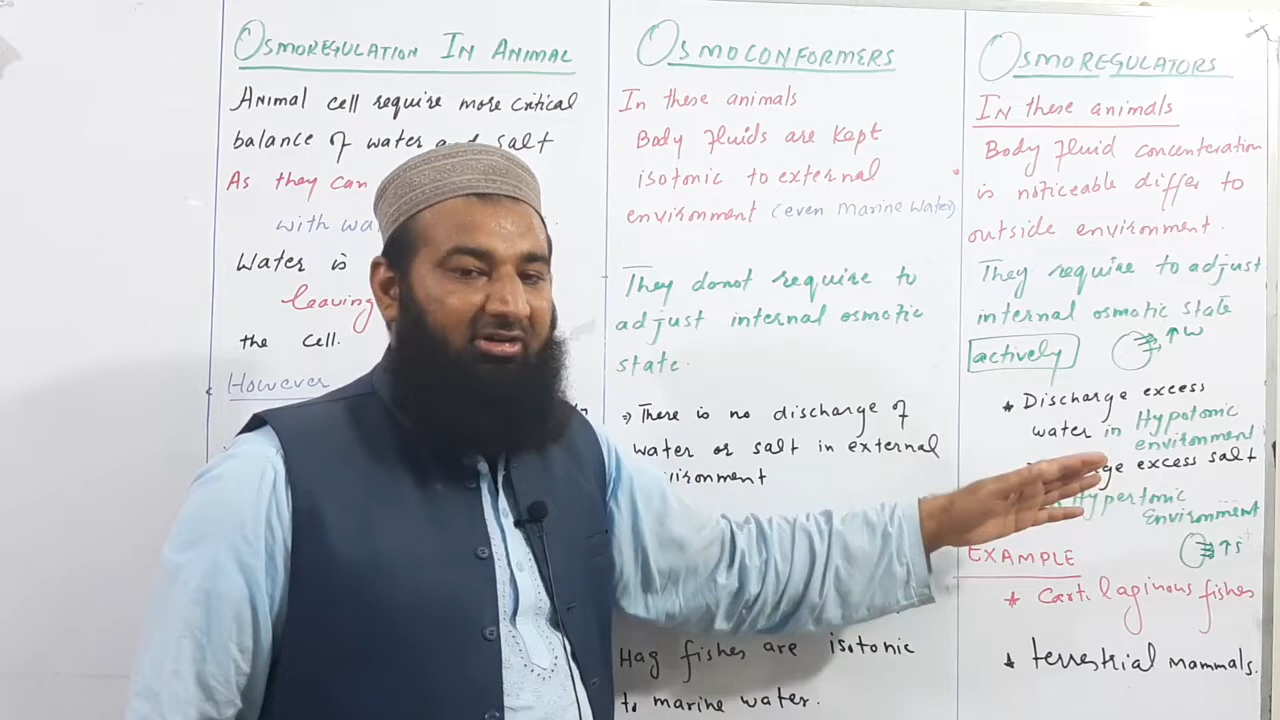 OSMOREGULATION IN ANIMAL
Animal cell require more critical
balance of water and salt
As they can
with wa
Water is
leaving
the cell.
However
OSMOCONFORMERS
In these animals
Body fluids are kept
isotonic to external
environment (even Marine Water)
They donot require to
adjust internal osmotic
state.
There is no discharge of
water or salt in external
vironment
Hag fishes are isotonic
to marine water.
OSMOREGULATORS
In these animals
Body fluid concenteration
is noticeable differ to
outside environment.
They require to adjust
internal osmotic state
actively
↑ W
* Discharge excess
water in Hypotonic
environment
ge excess salt
Hypertonic
Environment
↑ S
EXAMPLE
* Cartilaginous fishes
* terrestrial mammals.